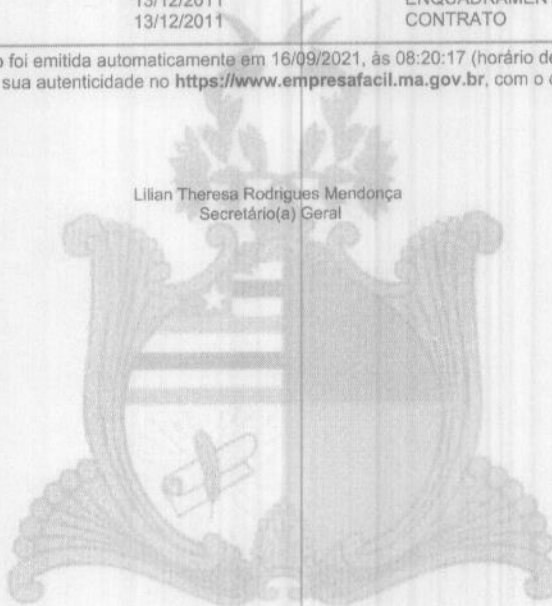 13/12/2011 ENQUADRAMENT
13/12/2011 CONTRATO
foi emitida automaticamente em 16/09/2021, às 08:20:17 (horário de
sua autenticidade no https://www.empresafacil.ma.gov.br, com o
Lilian Theresa Rodrigues Mendonça
Secretário(a) Geral